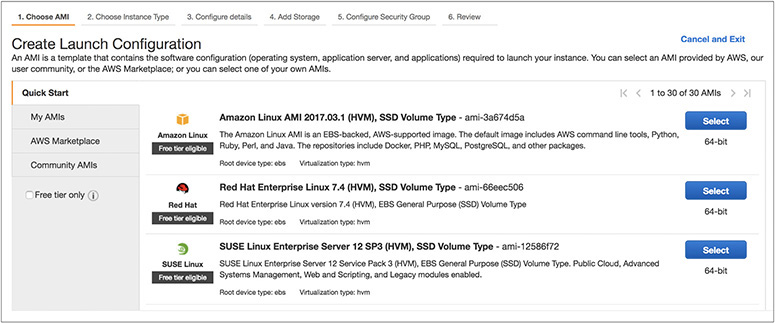 1. Choose AMI 2. Choose Instance Type 3. Configure details 4. Add Storage 5. Configure Security Group 6. Review
Cancel and Exit
Create Launch Configuration
An AMI is a template that contains the software configuration (operating system, application server, and applications) required to launch your instance. You can select an AMI provided by AWS, our
user community, or the AWS Marketplace; or you can select one of your own AMIs.
Quick Start
1 to 30 of 30 AMIs
My AMIs
AWS Marketplace
Community AMIs
Free tier only
Amazon Linux
Free tier eligible
Amazon Linux AMI 2017.03.1 (HVM), SSD Volume Type - ami-3a674d5a
The Amazon Linux AMI is an EBS-backed, AWS-supported image. The default image includes AWS command line tools, Python,
Ruby, Perl, and Java. The repositories include Docker, PHP, MySQL, PostgreSQL, and other packages.
Root device type: ebs Virtualization type: hvm
Select
64-bit
Red Hat
Free tier eligible
Red Hat Enterprise Linux 7.4 (HVM), SSD Volume Type - ami-66eec506
Red Hat Enterprise Linux version 7.4 (HVM), EBS General Purpose (SSD) Volume Type
Root device type: ebs Virtualization type: hvm
Select
64-bit
SUSE Linux
Free tier eligible
SUSE Linux Enterprise Server 12 SP3 (HVM), SSD Volume Type - ami-12586f72
SUSE Linux Enterprise Server 12 Service Pack 3 (HVM), EBS General Purpose (SSD) Volume Type. Public Cloud, Advanced
Systems Management, Web and Scripting, and Legacy modules enabled.
Root device type: ebs Virtualization type: hvm
Select
64-bit